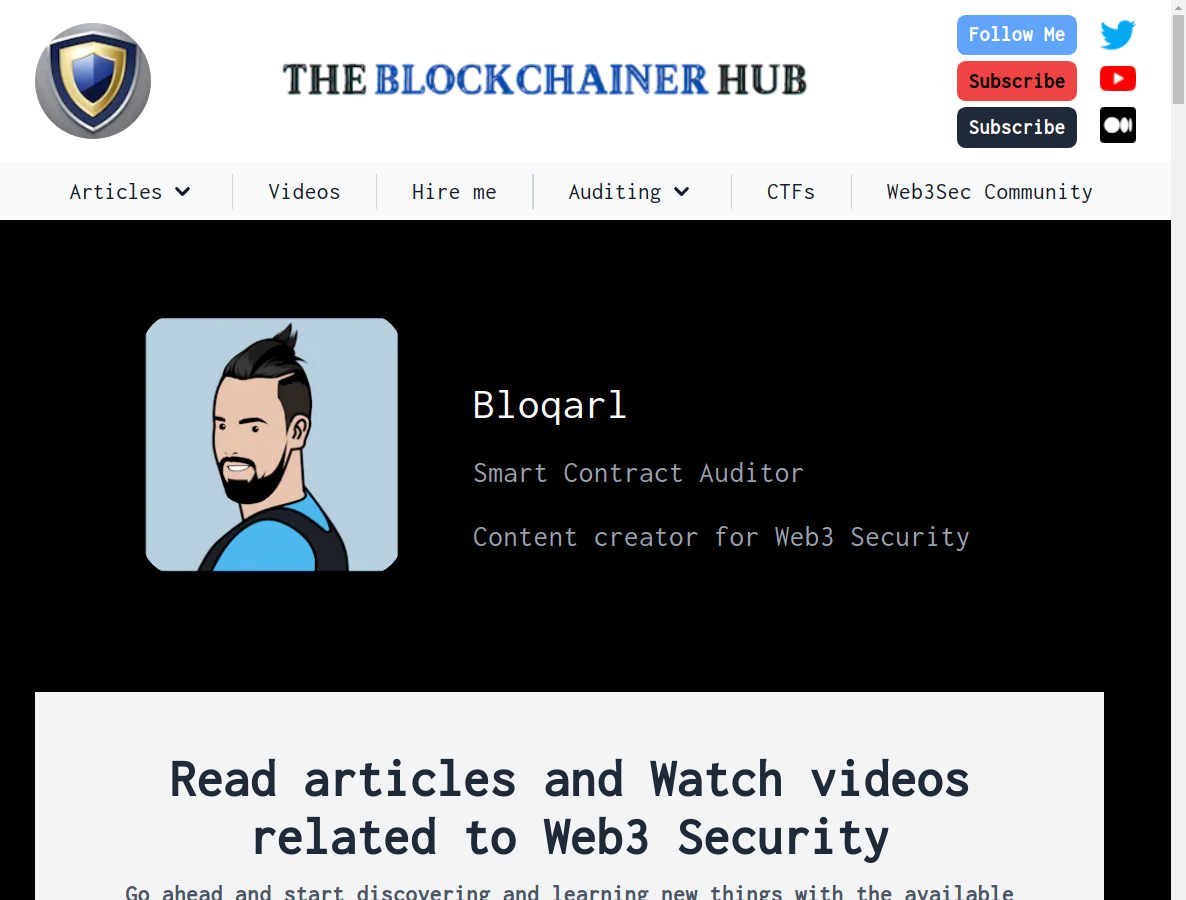 THE BLOCKCHAINER HUB
Follow Me
Subscribe
Subscribe
Articles
Videos
Hire me
Auditing
CTFs
Web3Sec Community
Bloqarl
Smart Contract Auditor
Content creator for Web3 Security
Read articles and Watch videos
related to Web3 Security
Go ahead and start discovering and learning new things with the available